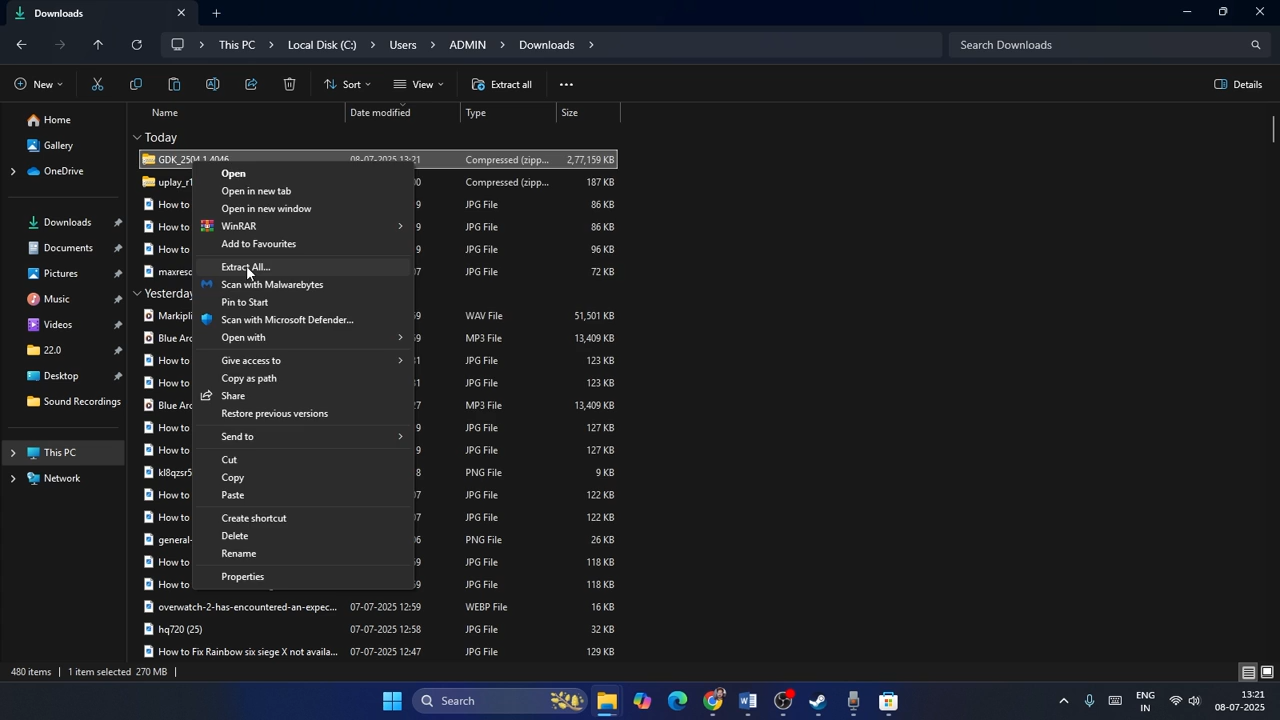 Downloads
This PC > Local Disk (C:) > Users > ADMIN > Downloads >
Search Downloads
New
Sort
View
Extract all
Details
Name Date modified Type Size
Home
Gallery
OneDrive
Downloads
Documents
Pictures
Music
Videos
22.0
Desktop
Sound Recordings
This PC
Network
Today
GDK_2504.1.4046 08-07-2025 13:21 Compressed (zipp... 2,77,159 KB
uplay_r1 Compressed (zipp... 187 KB
How to JPG File 86 KB
How to JPG File 86 KB
How to JPG File 96 KB
maxresd JPG File 72 KB
Yesterday
Markipli WAV File 51,501 KB
Blue Arc MP3 File 13,409 KB
How to JPG File 123 KB
How to JPG File 123 KB
Blue Arc MP3 File 13,409 KB
How to JPG File 127 KB
How to JPG File 127 KB
kl8qzsr5 PNG File 9 KB
How to JPG File 122 KB
How to JPG File 122 KB
general- PNG File 26 KB
How to JPG File 118 KB
How to JPG File 118 KB
overwatch-2-has-encountered-an-expec... 07-07-2025 12:59 WEBP File 16 KB
hq720 (25) 07-07-2025 12:58 JPG File 32 KB
How to Fix Rainbow six siege X not availa... 07-07-2025 12:47 JPG File 129 KB
Open
Open in new tab
Open in new window
WinRAR
Add to Favourites
Extract All...
Scan with Malwarebytes
Pin to Start
Scan with Microsoft Defender...
Open with
Give access to
Copy as path
Share
Restore previous versions
Send to
Cut
Copy
Paste
Create shortcut
Delete
Rename
Properties
480 items | 1 item selected 270 MB |
Search
ENG
IN
13:21
08-07-2025